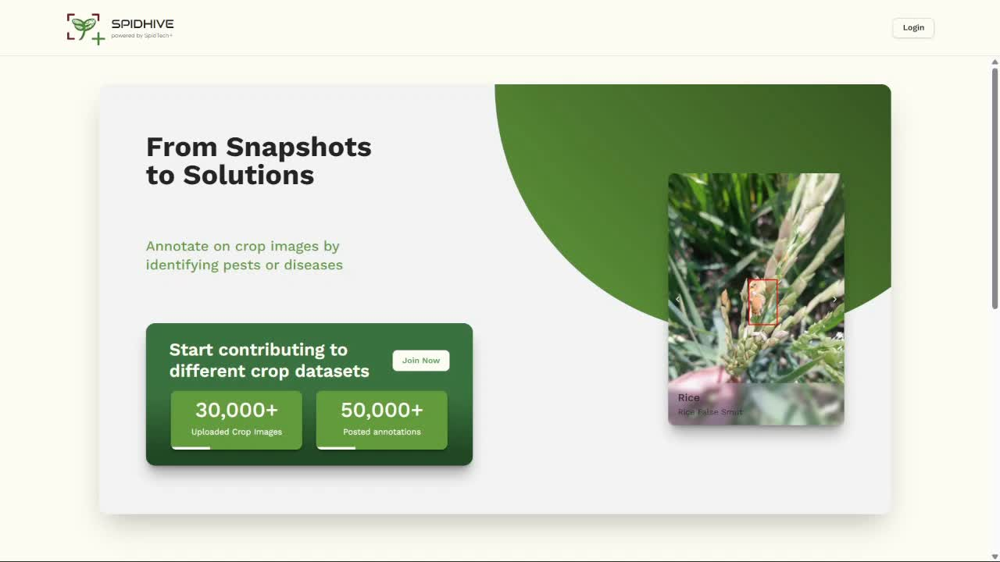 SPIDHIVE
powered by SpidTech+
Login
From Snapshots
to Solutions
Annotate on crop images by
identifying pests or diseases
Start contributing to
different crop datasets
Join Now
30,000+
Uploaded Crop Images
50,000+
Posted annotations
Rice
Rice False Smut